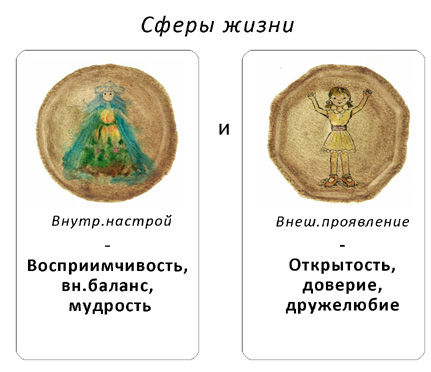 Сферы жизни
Внутр.настрой
-
Восприимчивость,
вн.баланс,
мудрость
и
Внеш.проявление
-
Открытость,
доверие,
дружелюбие